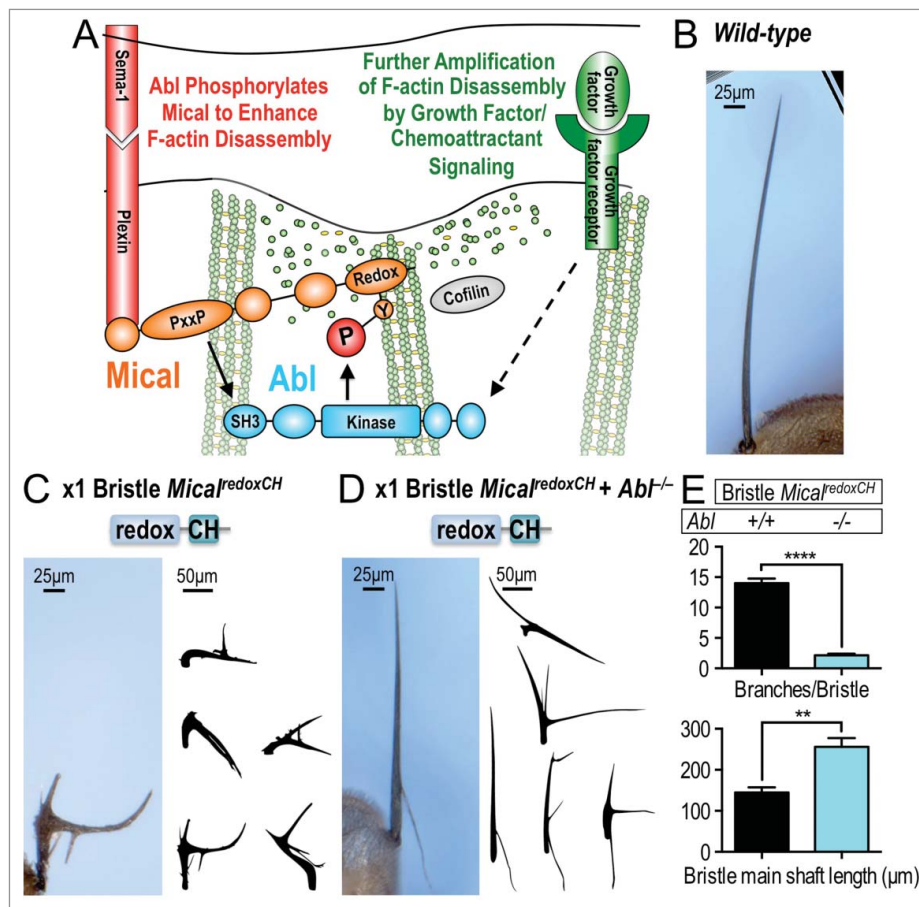 A
Sema-1
Plexin
Abl Phosphorylates
Mical to Enhance
F-actin Disassembly
Further Amplification
of F-actin Disassembly
by Growth Factor/
Chemoattractant
Signaling
Growth
factor
Growth
factor receptor
Redox
Cofilin
PxxP
Y
P
Mical
Abl
SH3
Kinase
B Wild-type
25µm
C x1 Bristle Mical^redoxCH
redox CH
25µm 50µm
D x1 Bristle Mical^redoxCH + Abl^–/–
redox CH
25µm 50µm
E Bristle Mical^redoxCH
Abl +/+ -/-
20
15
10
5
0
****
Branches/Bristle
300
200
100
0
**
Bristle main shaft length (µm)